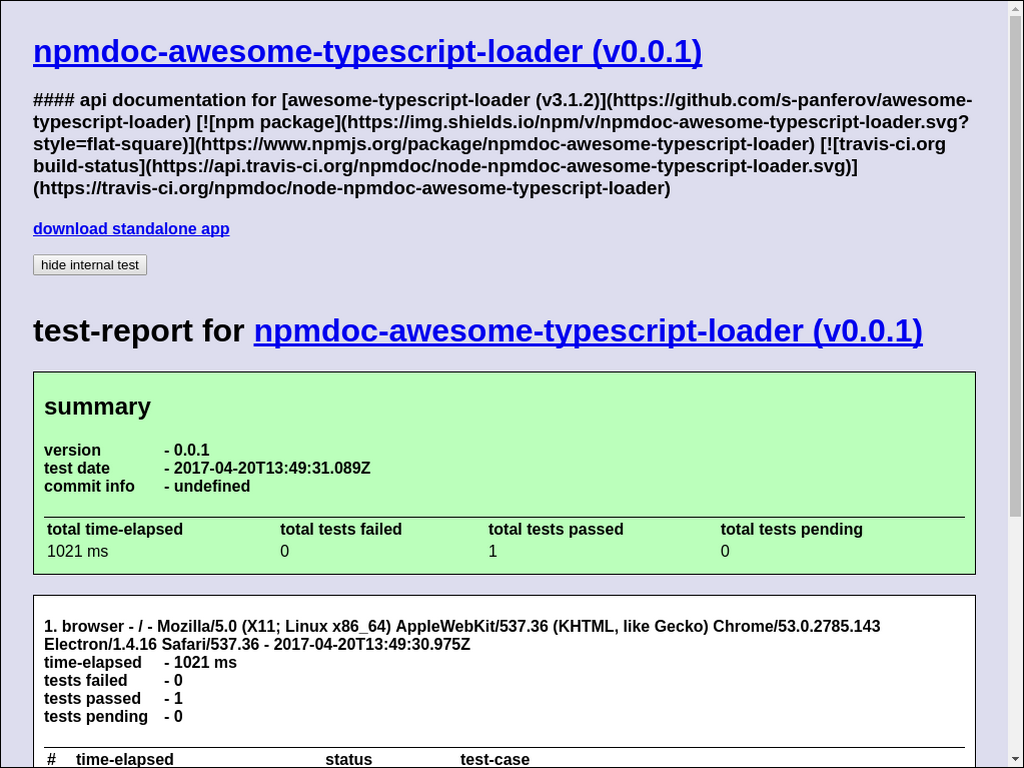 npmdoc-awesome-typescript-loader (v0.0.1)
#### api documentation for [awesome-typescript-loader (v3.1.2)](https://github.com/s-panferov/awesome-
typescript-loader) [![npm package](https://img.shields.io/npm/v/npmdoc-awesome-typescript-loader.svg?
style=flat-square)](https://www.npmjs.org/package/npmdoc-awesome-typescript-loader) [![travis-ci.org
build-status](https://api.travis-ci.org/npmdoc/node-npmdoc-awesome-typescript-loader.svg)]
(https://travis-ci.org/npmdoc/node-npmdoc-awesome-typescript-loader)
download standalone app
hide internal test
test-report for npmdoc-awesome-typescript-loader (v0.0.1)
summary
version - 0.0.1
test date - 2017-04-20T13:49:31.089Z
commit info - undefined
total time-elapsed total tests failed total tests passed total tests pending
1021 ms 0 1 0
1. browser - / - Mozilla/5.0 (X11; Linux x86_64) AppleWebKit/537.36 (KHTML, like Gecko) Chrome/53.0.2785.143
Electron/1.4.16 Safari/537.36 - 2017-04-20T13:49:30.975Z
time-elapsed - 1021 ms
tests failed - 0
tests passed - 1
tests pending - 0
# time-elapsed status test-case